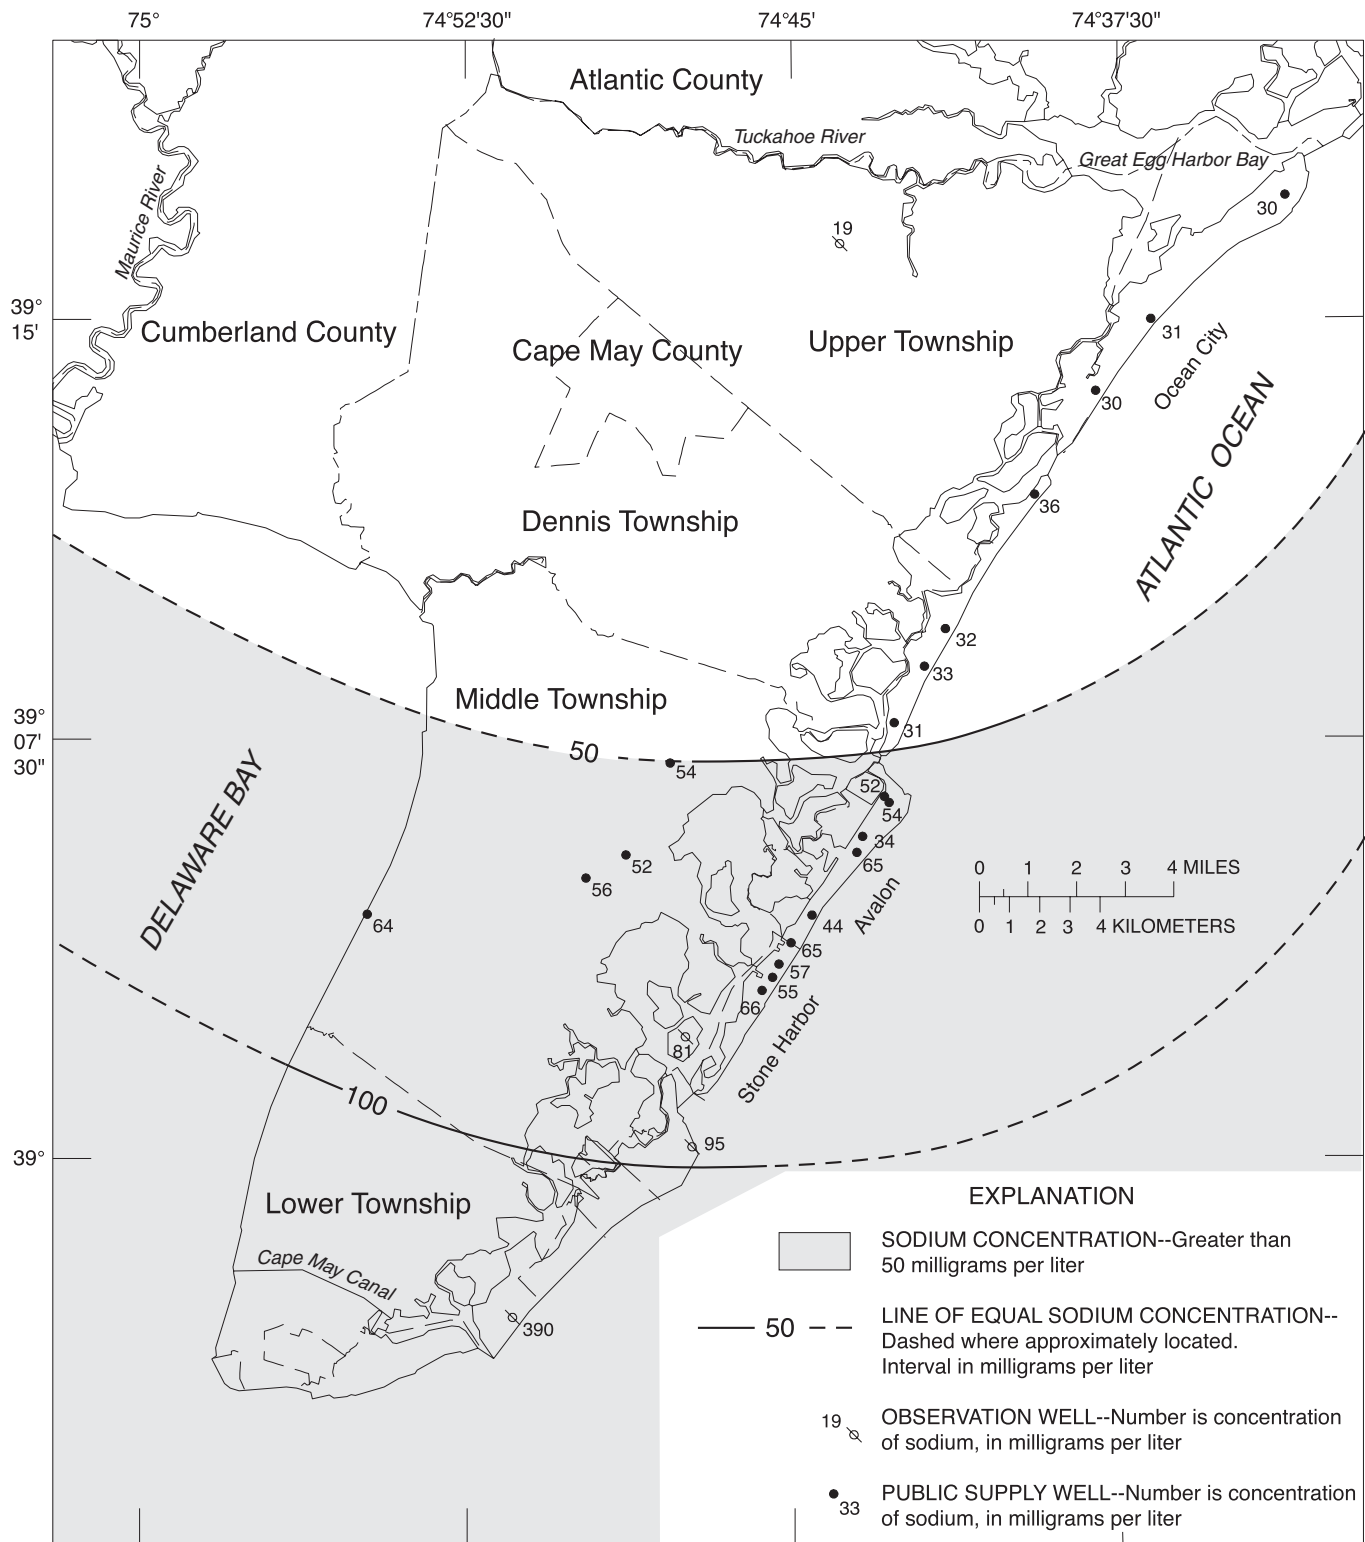 75°
74°52'30"
74°45'
74°37'30"
Atlantic County
Tuckahoe River
Great Egg Harbor Bay
Maurice River
30
19
39°
15'
31
Cumberland County
Cape May County
Upper Township
Ocean City
30
ATLANTIC OCEAN
36
Dennis Township
32
33
Middle Township
39°
07'
30"
31
50
54
52
54
34
65
52
56
DELAWARE BAY
64
Avalon
44
65
57
55
66
0 1 2 3 4 MILES
0 1 2 3 4 KILOMETERS
81
Stone Harbor
100
95
39°
Lower Township
Cape May Canal
390
EXPLANATION
SODIUM CONCENTRATION--Greater than
50 milligrams per liter
50
LINE OF EQUAL SODIUM CONCENTRATION--
Dashed where approximately located.
Interval in milligrams per liter
19
OBSERVATION WELL--Number is concentration
of sodium, in milligrams per liter
33
PUBLIC SUPPLY WELL--Number is concentration
of sodium, in milligrams per liter